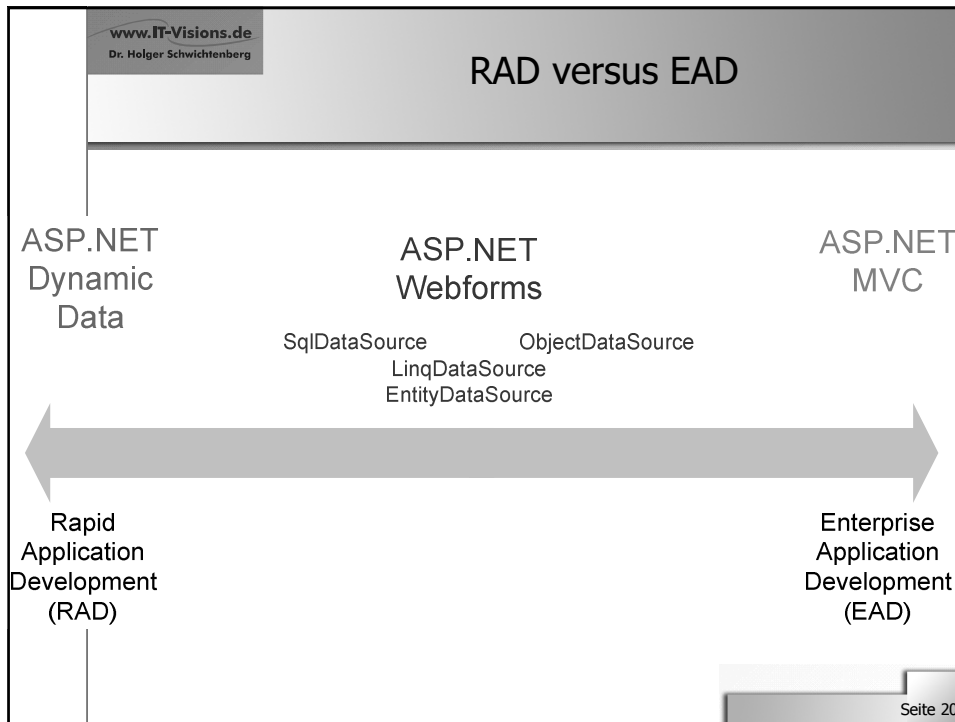 www.IT-Visions.de
Dr. Holger Schwichtenberg
RAD versus EAD
ASP.NET
Dynamic
Data
ASP.NET
Webforms
ASP.NET
MVC
SqlDataSource
ObjectDataSource
LinqDataSource
EntityDataSource
Rapid
Application
Development
(RAD)
Enterprise
Application
Development
(EAD)
Seite 20